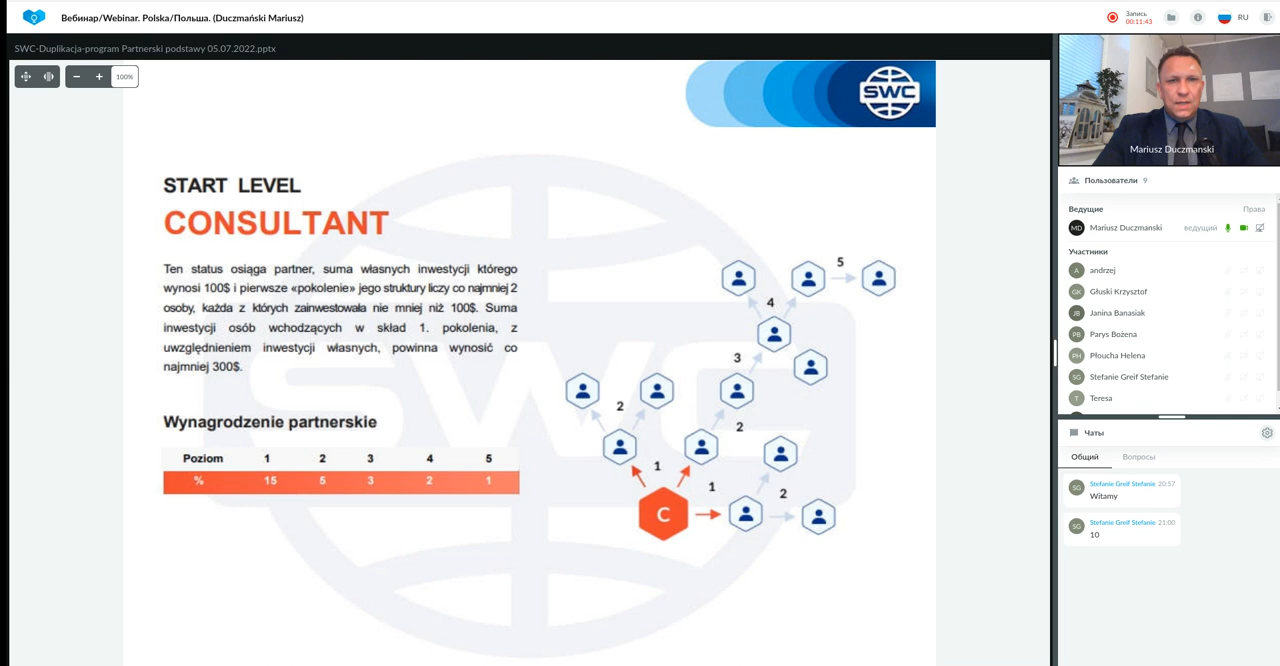 Вебинар/Webinar. Polska/Польша. (Duczmański Mariusz)
Запись
00:11:43
RU
SWC-Duplikacja-program Partnerski podstawy 05.07.2022.pptx
100%
SWC
START LEVEL
CONSULTANT
Ten status osiąga partner, suma własnych inwestycji którego
wynosi 100$ i pierwsze «pokolenie» jego struktury liczy co najmniej 2
osoby, każda z których zainwestowała nie mniej niż 100$. Suma
inwestycji osób wchodzących w skład 1. pokolenia, z
uwzględnieniem inwestycji własnych, powinna wynosić co
najmniej 300$.
Wynagrodzenie partnerskie
Poziom 1 2 3 4 5
% 15 5 3 2 1
5
4
3
2
2
1
1
2
C
SWC
Mariusz Duczmanski
Пользователи 9
Ведущие Права
MD Mariusz Duczmanski ведущий
Участники
A andrzej
GK Głuski Krzysztof
JB Janina Banasiak
PB Parys Bożena
PH Płoucha Helena
SG Stefanie Greif Stefanie
T Teresa
Чаты
Общий Вопросы
SG Stefanie Greif Stefanie 20:57
Witamy
SG Stefanie Greif Stefanie 21:00
10